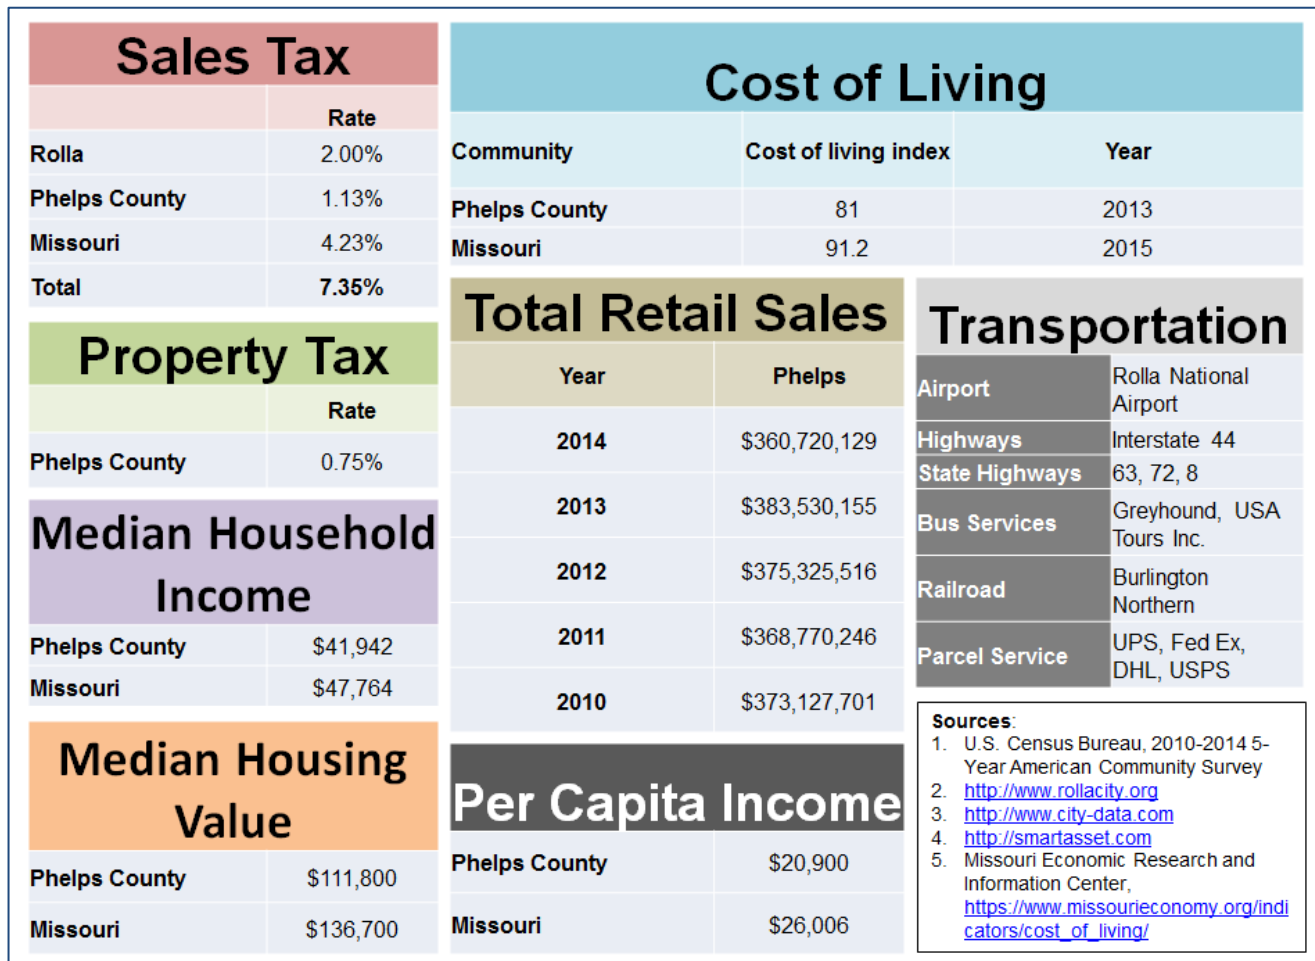 Sales Tax
Rate
Rolla 2.00%
Phelps County 1.13%
Missouri 4.23%
Total 7.35%
Property Tax
Rate
Phelps County 0.75%
Median Household
Income
Phelps County $41,942
Missouri $47,764
Median Housing
Value
Phelps County $111,800
Missouri $136,700
Cost of Living
Community Cost of living index Year
Phelps County 81 2013
Missouri 91.2 2015
Total Retail Sales
Year Phelps
2014 $360,720,129
2013 $383,530,155
2012 $375,325,516
2011 $368,770,246
2010 $373,127,701
Per Capita Income
Phelps County $20,900
Missouri $26,006
Transportation
Airport Rolla National
Airport
Highways Interstate 44
State Highways 63, 72, 8
Bus Services Greyhound, USA
Tours Inc.
Railroad Burlington
Northern
Parcel Service UPS, Fed Ex,
DHL, USPS
Sources:
1. U.S. Census Bureau, 2010-2014 5-
Year American Community Survey
2. http://www.rollacity.org
3. http://www.city-data.com
4. http://smartasset.com
5. Missouri Economic Research and
Information Center,
https://www.missourieconomy.org/indi
cators/cost_of_living/